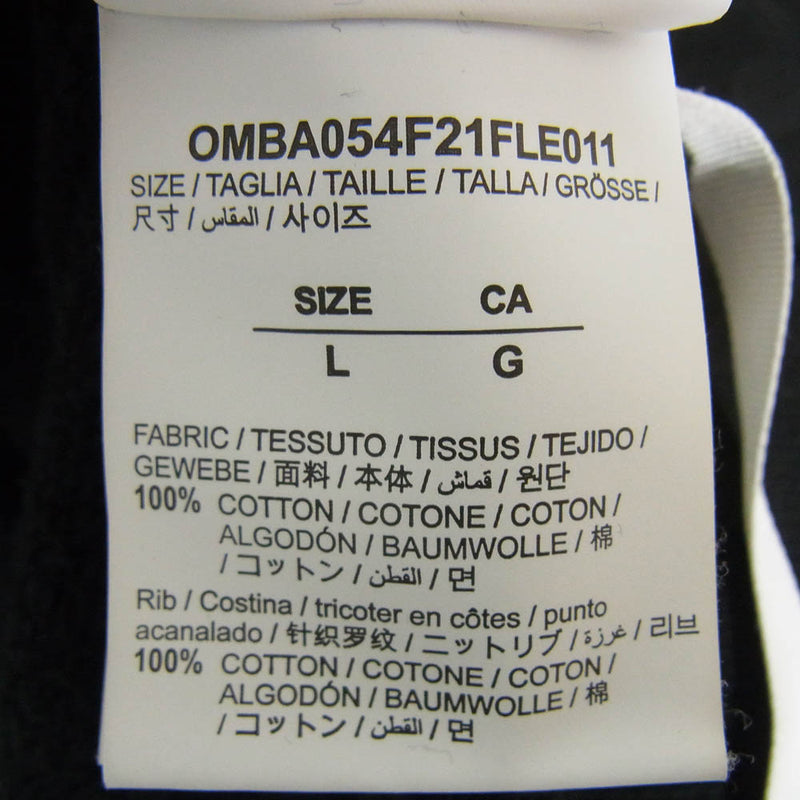 OMBA054F21FLE011
SIZE / TAGLIA / TAILLE / TALLA / GRÖSSE /
尺寸 / المقاس / 사이즈
SIZE CA
L G
FABRIC / TESSUTO / TISSUS / TEJIDO /
GEWEBE / 面料 / 本体 / قماش / 원단
100% COTTON / COTONE / COTON /
ALGODÓN / BAUMWOLLE / 棉
/ コットン / القطن / 면
Rib / Costina / tricoter en côtes / punto
acanalado / 针织罗纹 / ニットリブ / غرزة / 리브
100% COTTON / COTONE / COTON /
ALGODÓN / BAUMWOLLE / 棉
/ コットン / القطن / 면